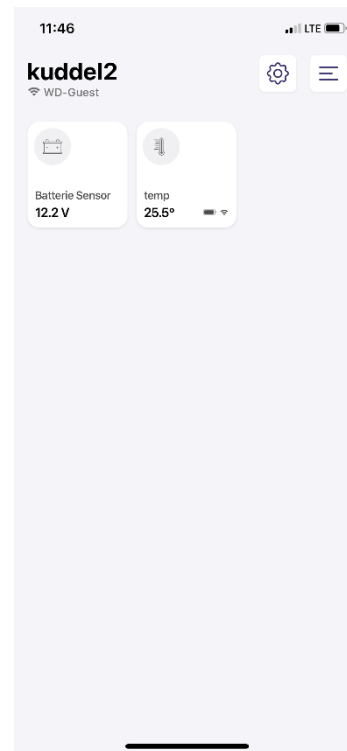 11:46
LTE
kuddel2
WD-Guest
Batterie Sensor
12.2 V
temp
25.5°